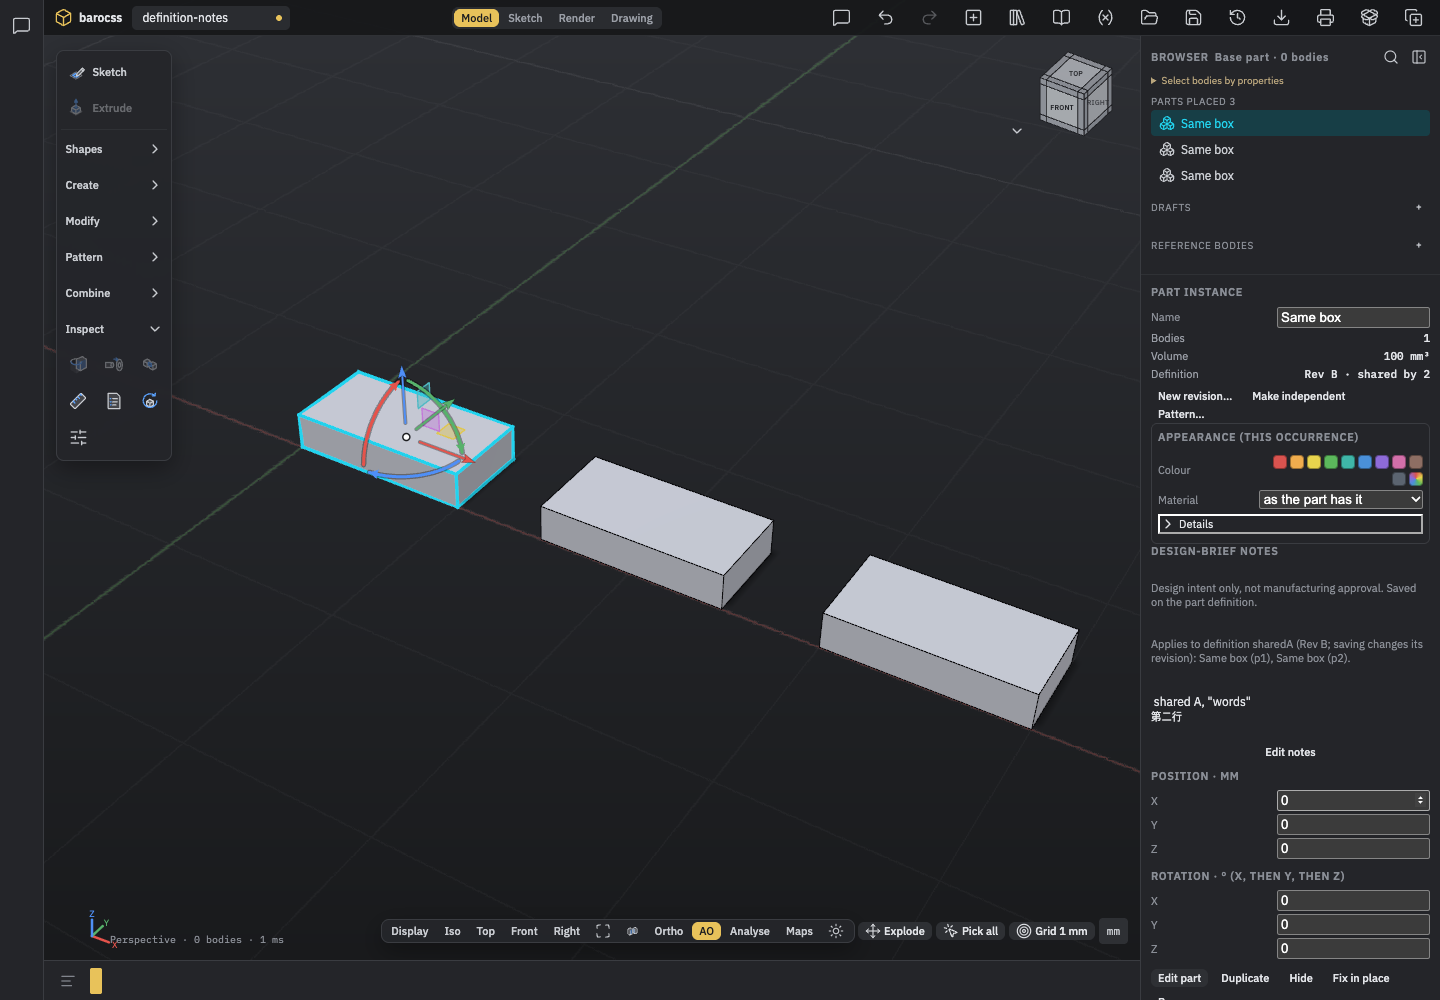 barocss
definition-notes
Model
Sketch
Render
Drawing
Sketch
Extrude
Shapes
Create
Modify
Pattern
Combine
Inspect
TOP
FRONT
RIGHT
BROWSER Base part · 0 bodies
Select bodies by properties
PARTS PLACED 3
Same box
Same box
Same box
DRAFTS +
REFERENCE BODIES +
PART INSTANCE
Name Same box
Bodies 1
Volume 100 mm³
Definition Rev B · shared by 2
New revision... Make independent
Pattern...
APPEARANCE (THIS OCCURRENCE)
Colour
Material as the part has it
Details
DESIGN-BRIEF NOTES
Design intent only, not manufacturing approval. Saved
on the part definition.
Applies to definition sharedA (Rev B; saving changes its
revision): Same box (p1), Same box (p2).
shared A, "words"
第二行
Edit notes
POSITION · MM
X 0
Y 0
Z 0
ROTATION · ° (X, THEN Y, THEN Z)
X 0
Y 0
Z 0
Edit part Duplicate Hide Fix in place
Z
Y
X
Perspective · 0 bodies · 1 ms
Display Iso Top Front Right Ortho AO Analyse Maps Explode Pick all Grid 1 mm mm